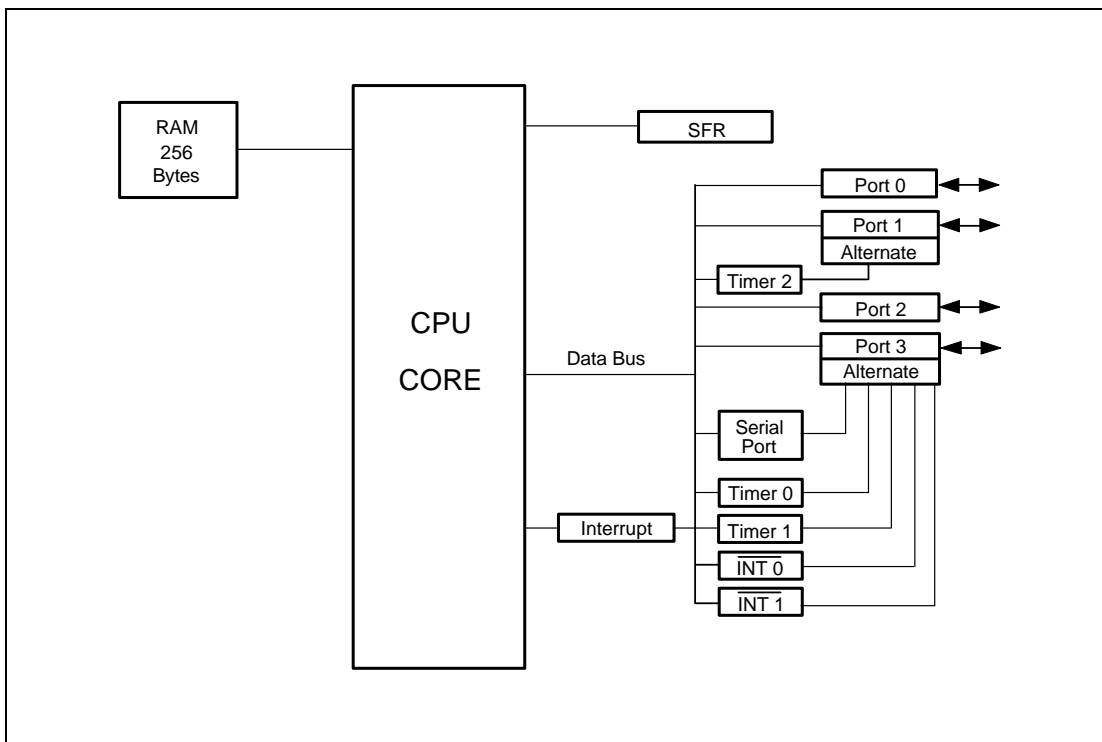 RAM
256
Bytes
CPU
CORE
SFR
Port 0
Port 1
Alternate
Timer 2
Port 2
Port 3
Alternate
Data Bus
Serial
Port
Timer 0
Interrupt
Timer 1
INT 0
INT 1